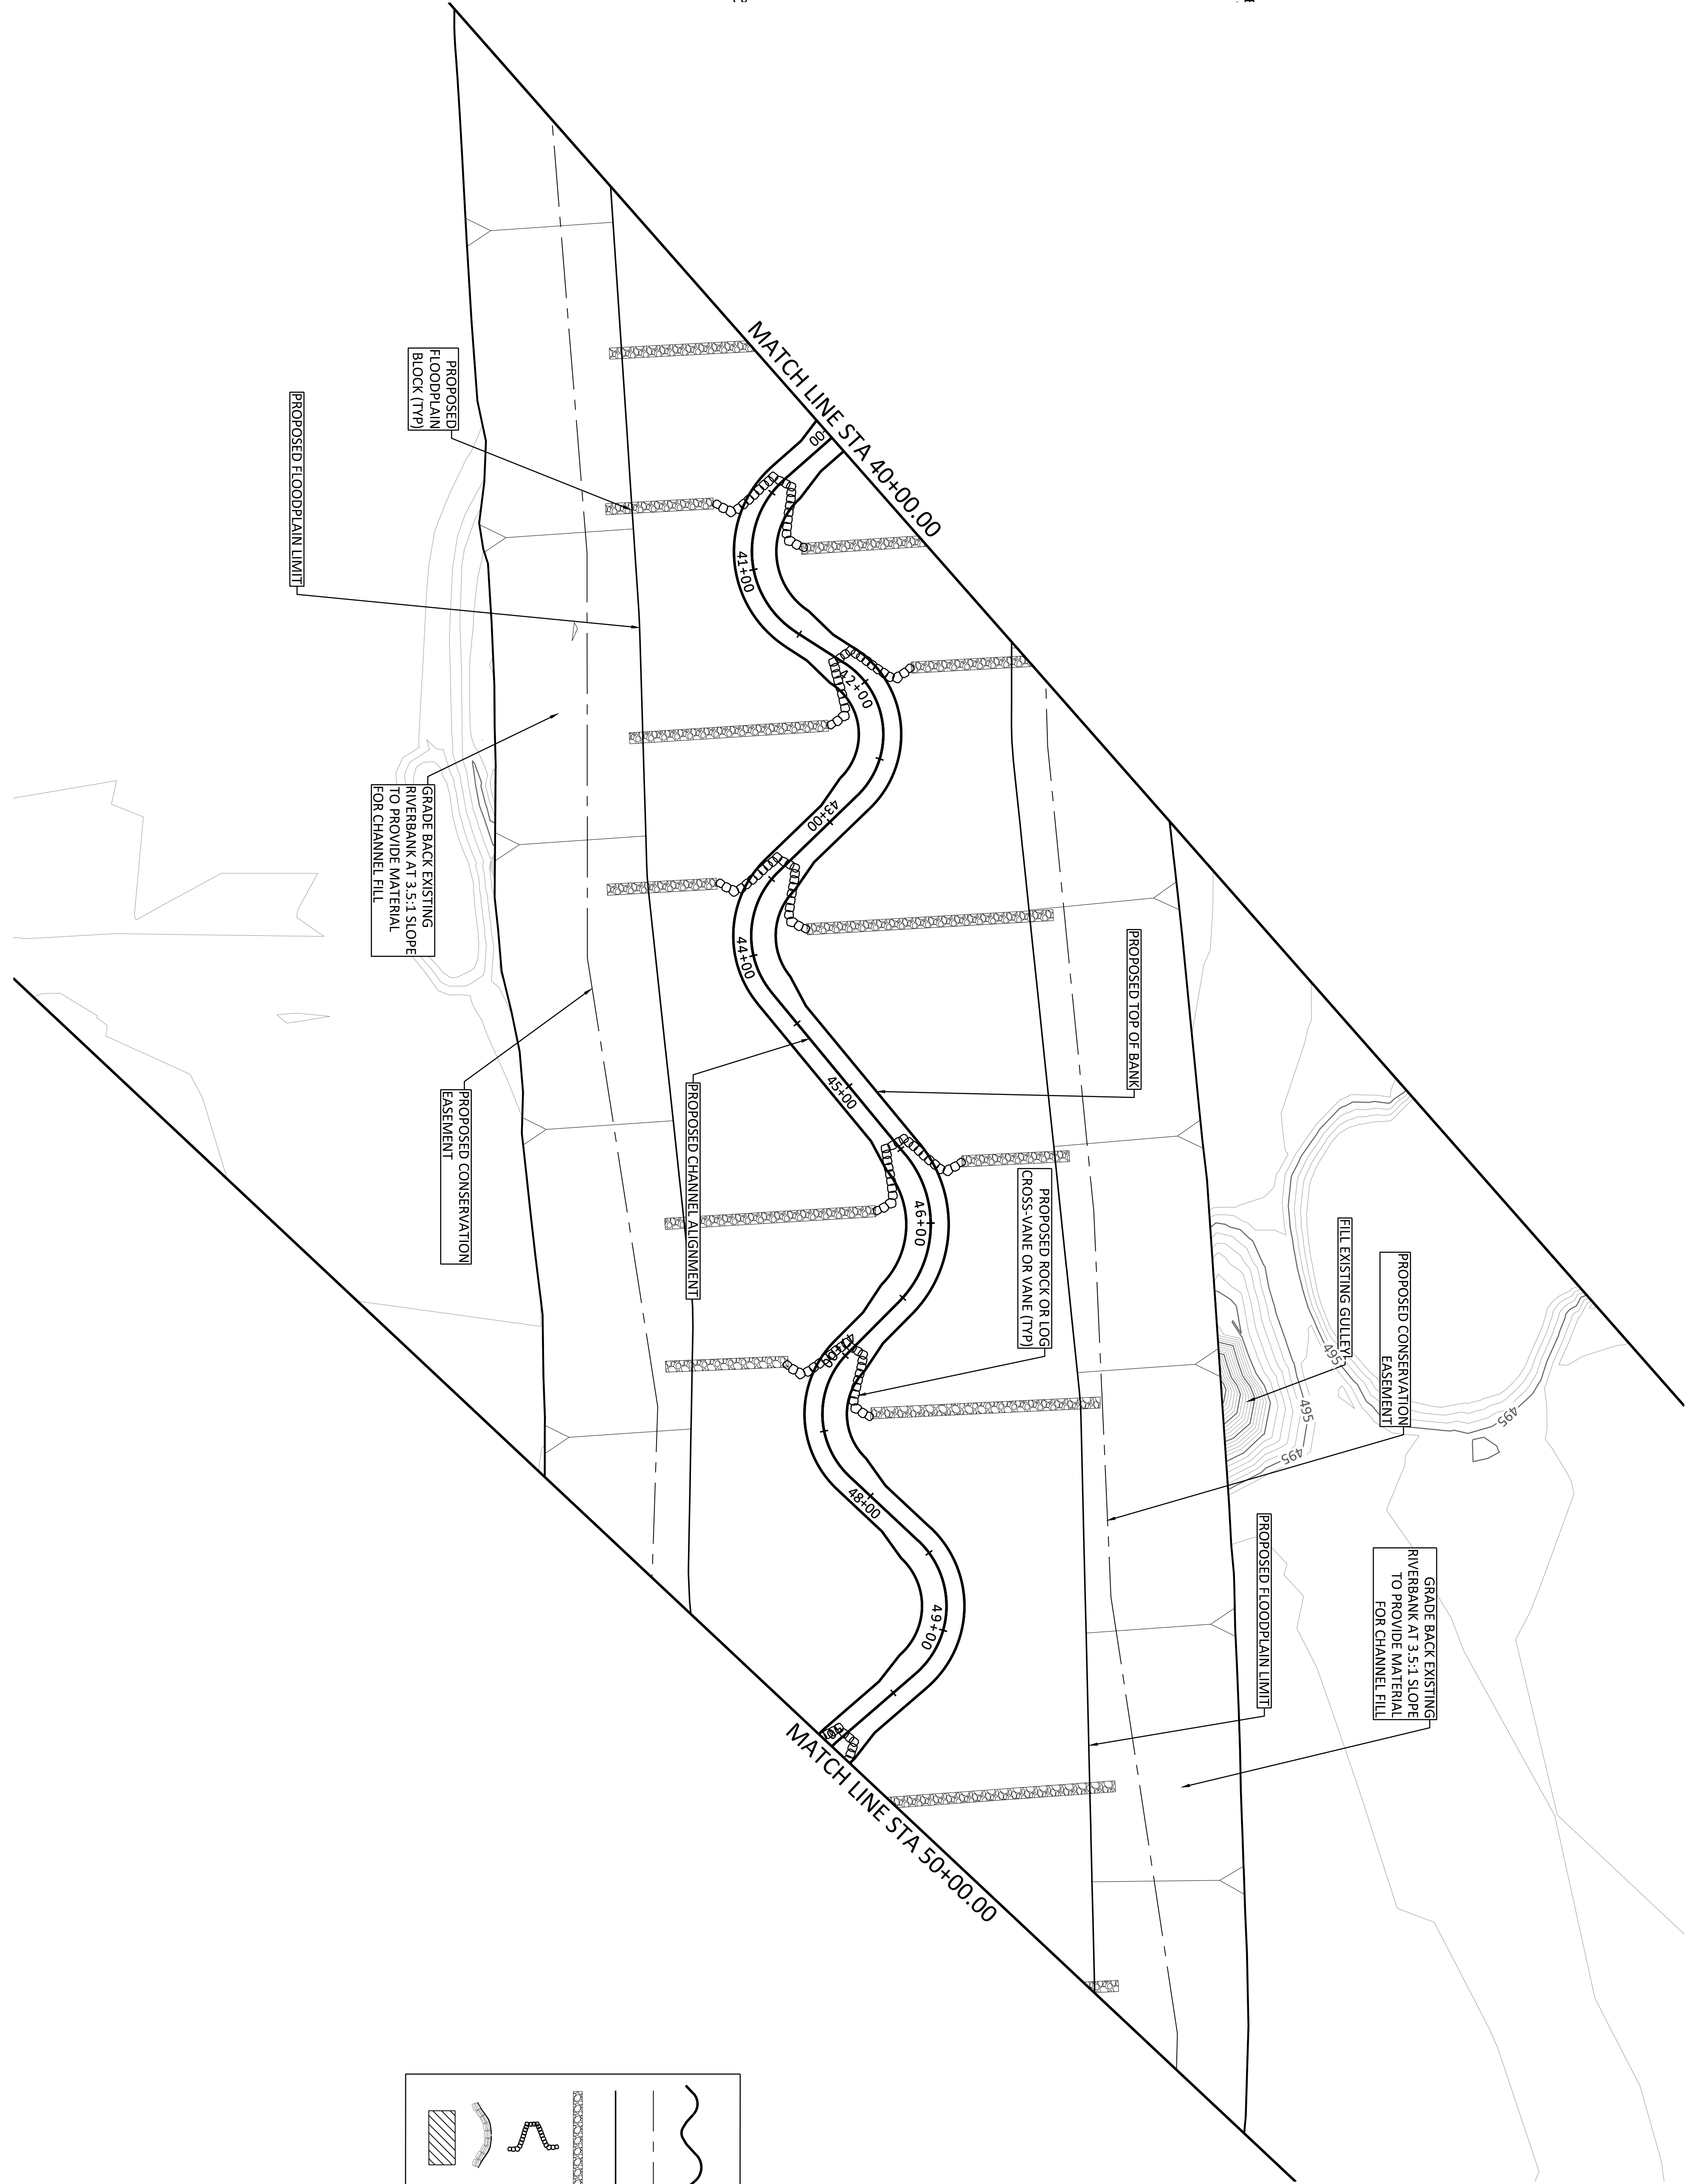 MATCH LINE STA 40+00.00
PROPOSED
FLOODPLAIN
BLOCK (TYP)
PROPOSED FLOODPLAIN LIMIT
00
41+00
42+00
43+00
44+00
45+00
46+00
48+00
49+00
GRADE BACK EXISTING
RIVERBANK AT 3.5:1 SLOPE
TO PROVIDE MATERIAL
FOR CHANNEL FILL
PROPOSED TOP OF BANK
PROPOSED CONSERVATION
EASEMENT
PROPOSED CHANNEL ALIGNMENT
PROPOSED ROCK OR LOG
CROSS-VANE OR VANE (TYP)
FILL EXISTING GULLEY
PROPOSED CONSERVATION
EASEMENT
495
495
495
495
PROPOSED FLOODPLAIN LIMIT
GRADE BACK EXISTING
RIVERBANK AT 3.5:1 SLOPE
TO PROVIDE MATERIAL
FOR CHANNEL FILL
MATCH LINE STA 50+00.00